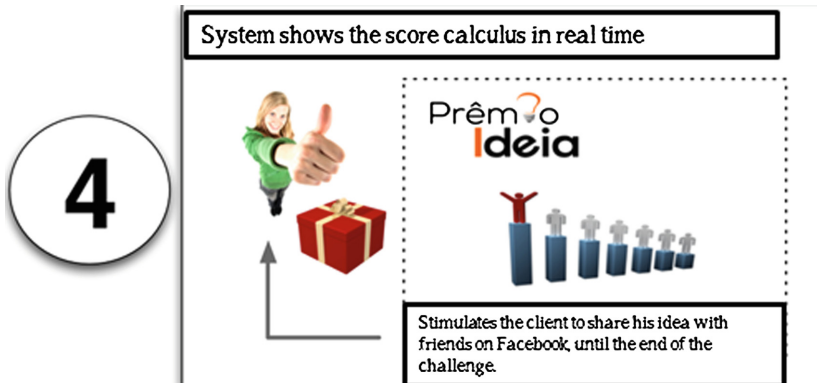 System shows the score calculus in real time
4
Prêmio
Ideia
Stimulates the client to share his idea with
friends on Facebook, until the end of the
challenge.